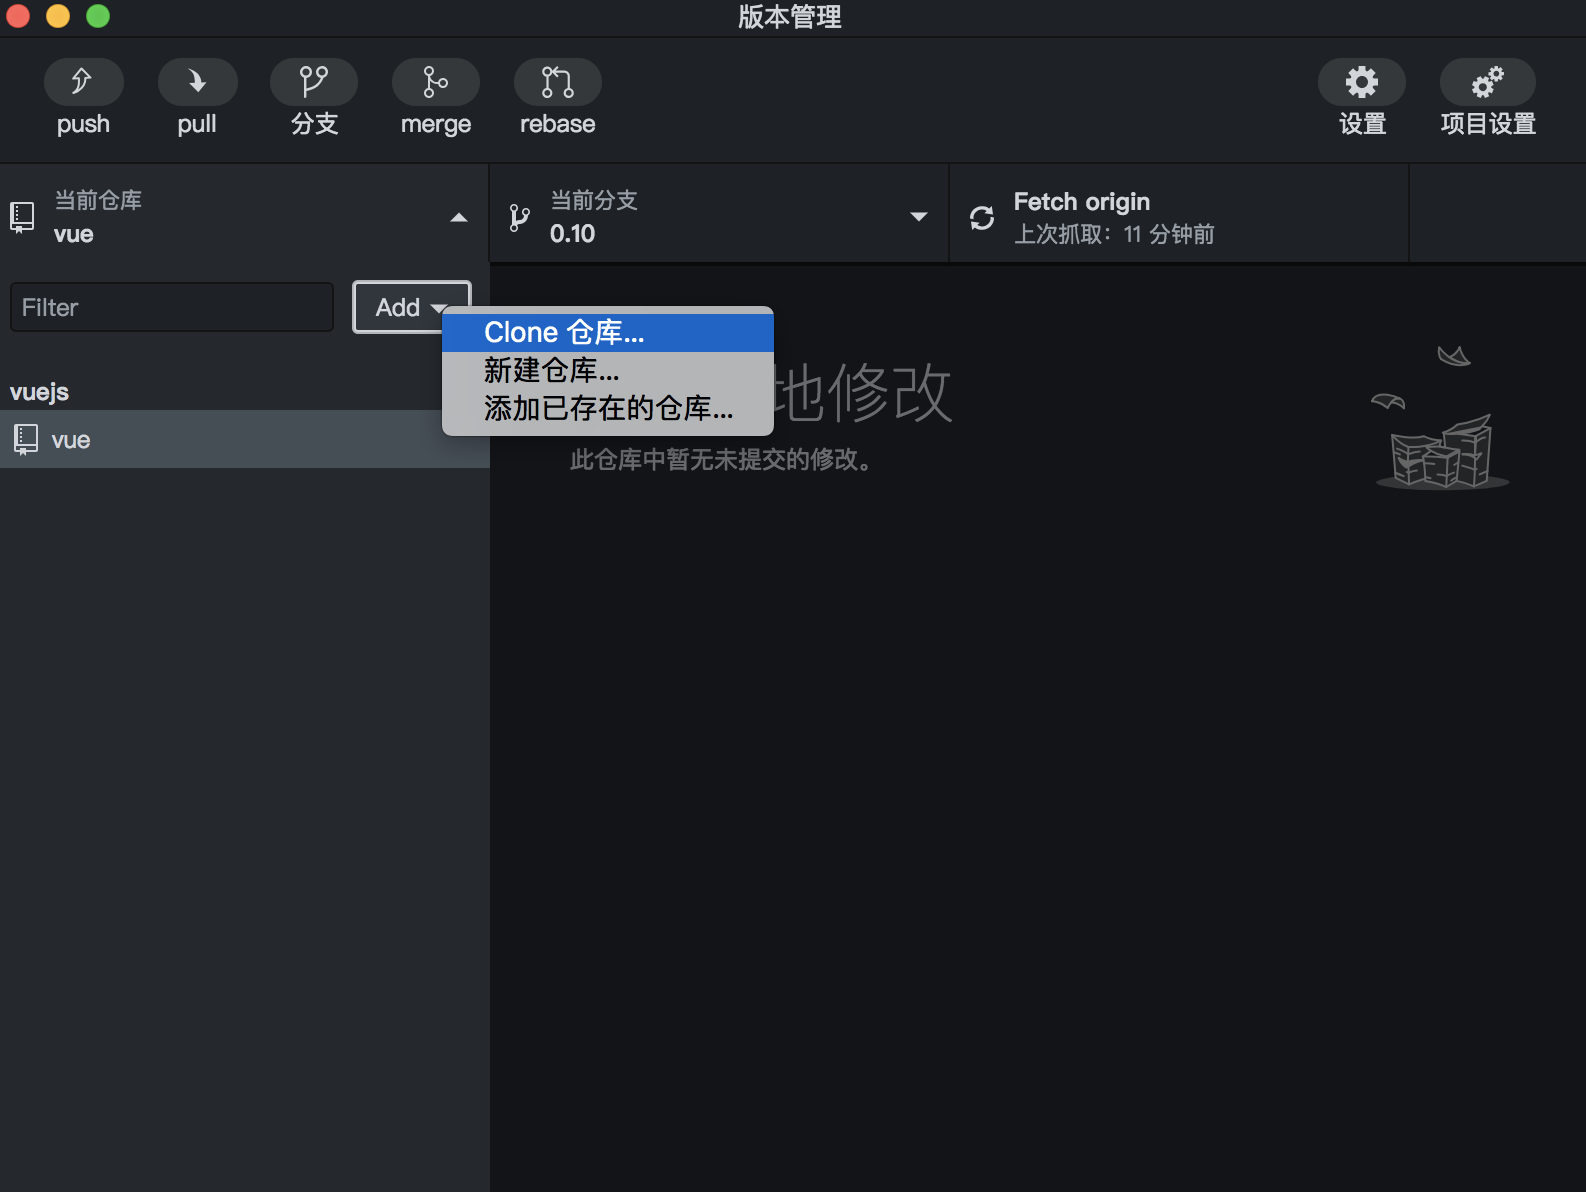 版本管理
push
pull
分支
merge
rebase
设置
项目设置
当前仓库
vue
当前分支
0.10
Fetch origin
上次抓取：11 分钟前
Filter
Add
Clone 仓库...
新建仓库...
添加已存在的仓库...
地修改
此仓库中暂无未提交的修改。
vuejs
vue